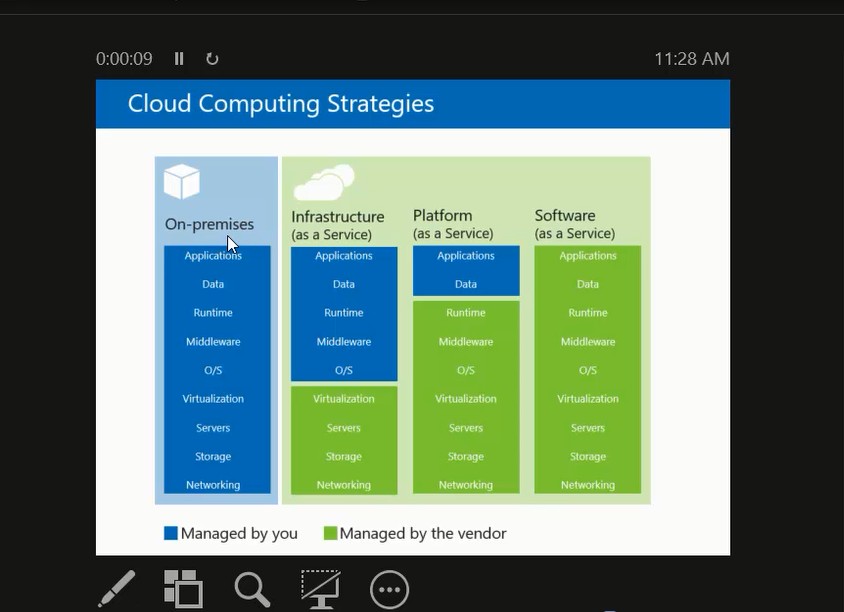 0:00:09
11:28 AM
Cloud Computing Strategies
On-premises
Applications
Data
Runtime
Middleware
O/S
Virtualization
Servers
Storage
Networking
Infrastructure
(as a Service)
Applications
Data
Runtime
Middleware
O/S
Virtualization
Servers
Storage
Networking
Platform
(as a Service)
Applications
Data
Runtime
Middleware
O/S
Virtualization
Servers
Storage
Networking
Software
(as a Service)
Applications
Data
Runtime
Middleware
O/S
Virtualization
Servers
Storage
Networking
Managed by you
Managed by the vendor